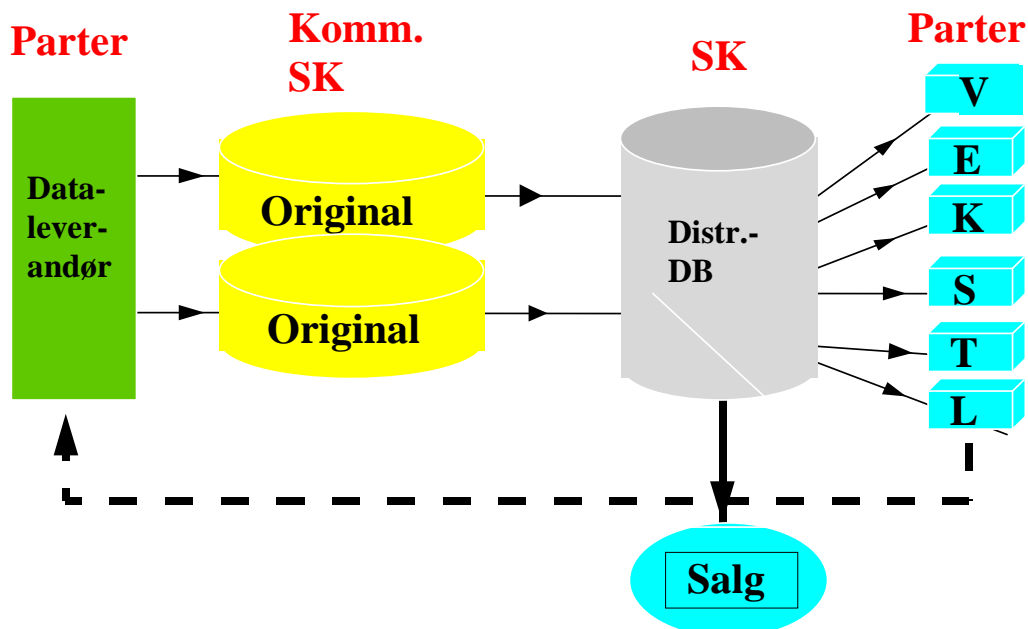 Parter
Komm.
SK
SK
Parter
Data-
lever-
andør
Original
Original
Distr.-
DB
V
E
K
S
T
L
Salg